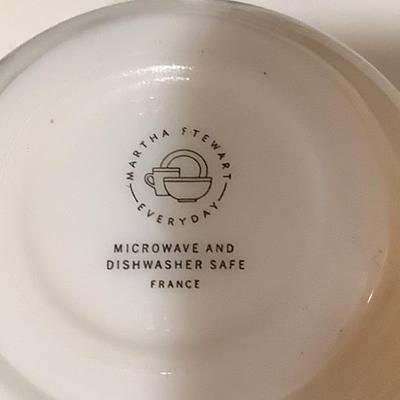 MARTHA STEWART
EVERYDAY
MICROWAVE AND
DISHWASHER SAFE
FRANCE